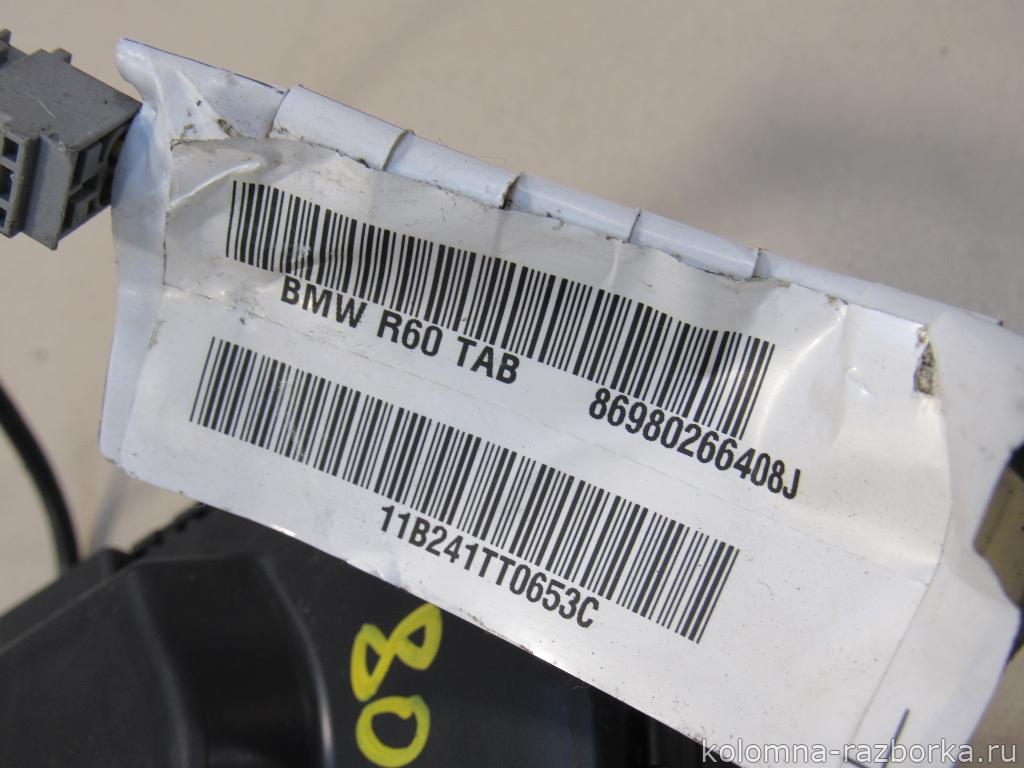 BMW R60 TAB 86980266408J
11B241TT0653C
08
kolomna-razborka.ru